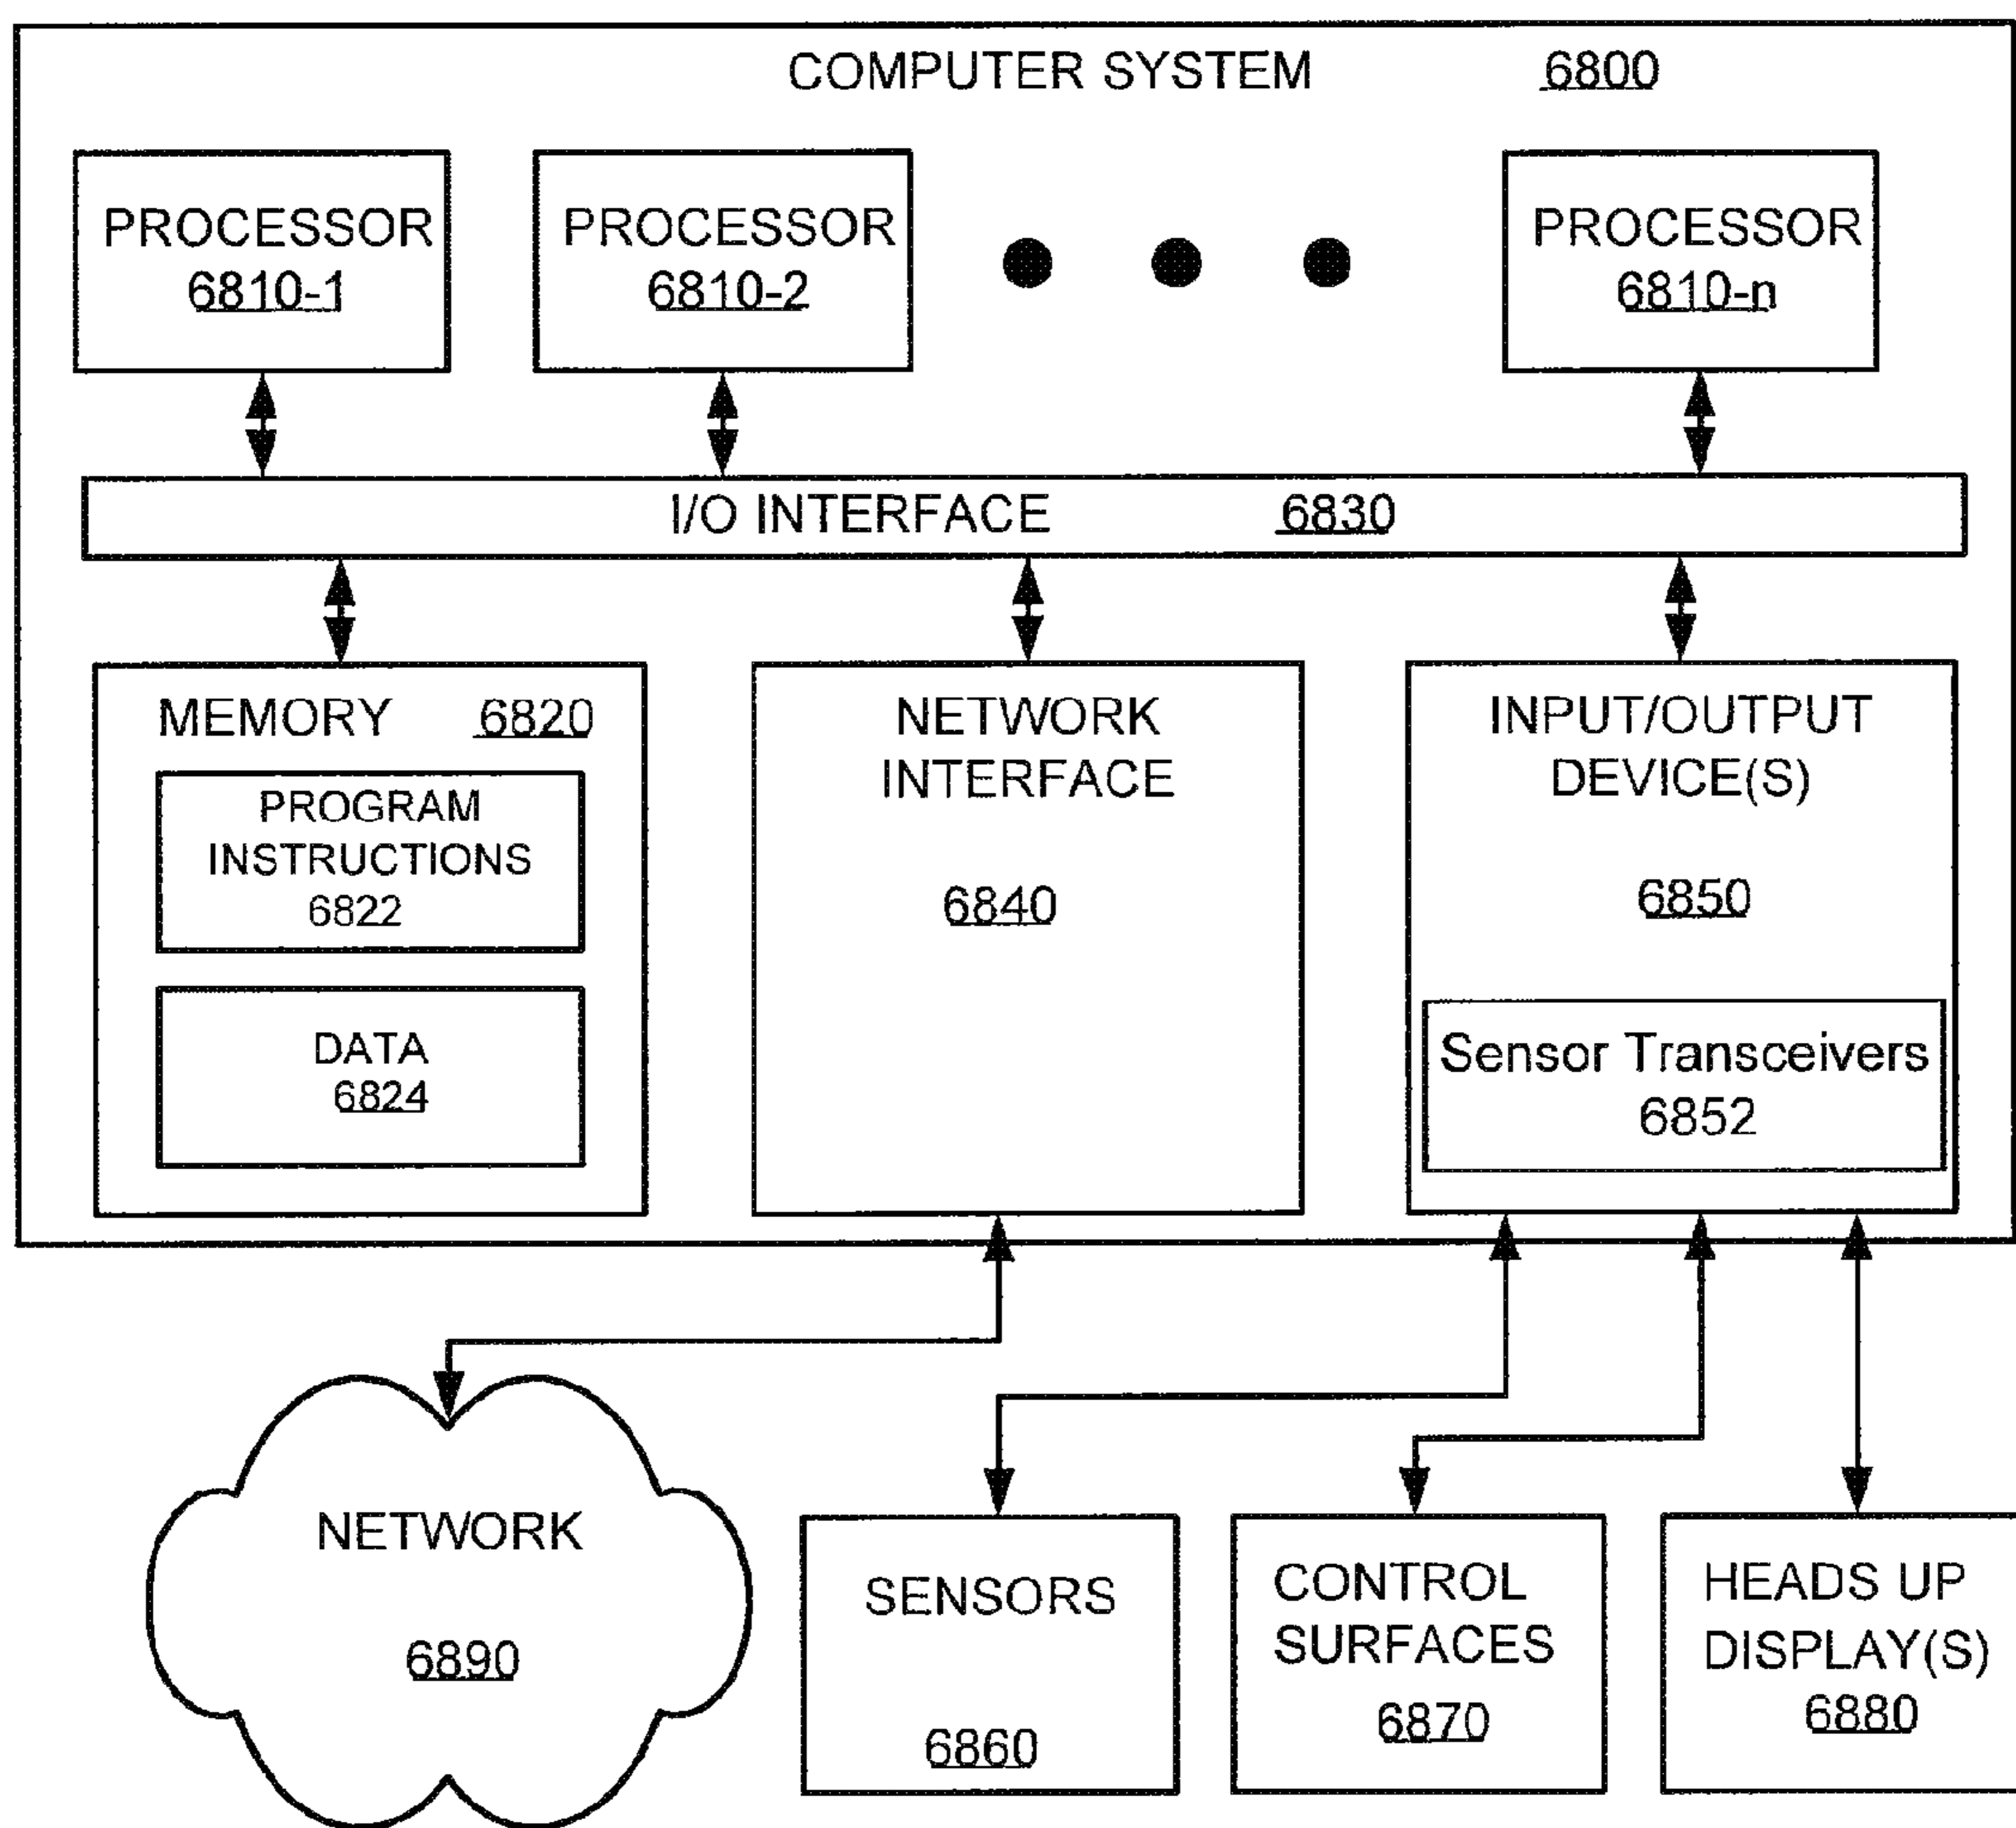 COMPUTER SYSTEM 6800
PROCESSOR
6810-1
PROCESSOR
6810-2
PROCESSOR
6810-n
I/O INTERFACE 6830
MEMORY 6820
PROGRAM
INSTRUCTIONS
6822
DATA
6824
NETWORK
INTERFACE
6840
INPUT/OUTPUT
DEVICE(S)
6850
Sensor Transceivers
6852
NETWORK
6890
SENSORS
6860
CONTROL
SURFACES
6870
HEADS UP
DISPLAY(S)
6880